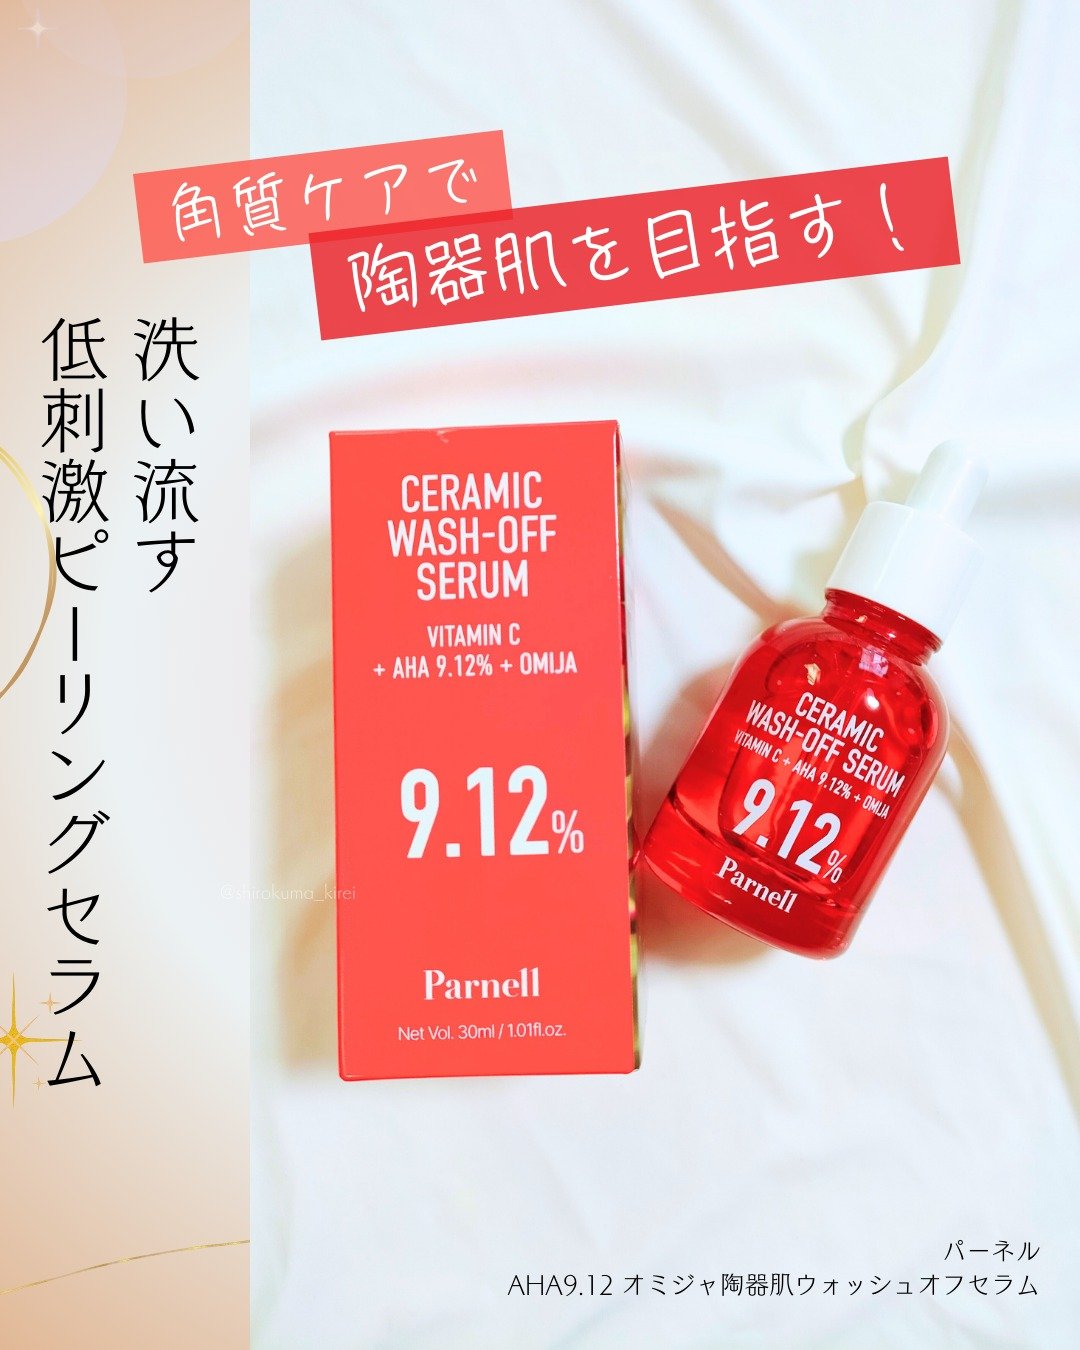 角質ケアで
陶器肌を目指す！
洗い流す
低刺激ピーリングセラム
CERAMIC
WASH-OFF
SERUM
VITAMIN C
+ AHA 9.12% + OMIJA
9.12%
Parnell
Net Vol. 30ml / 1.01fl.oz.
CERAMIC
WASH-OFF SERUM
VITAMIN C + AHA 9.12% + OMIJA
9.12%
Parnell
@shirokuma_kirei
パーネル
AHA9.12 オミジャ陶器肌ウォッシュオフセラム